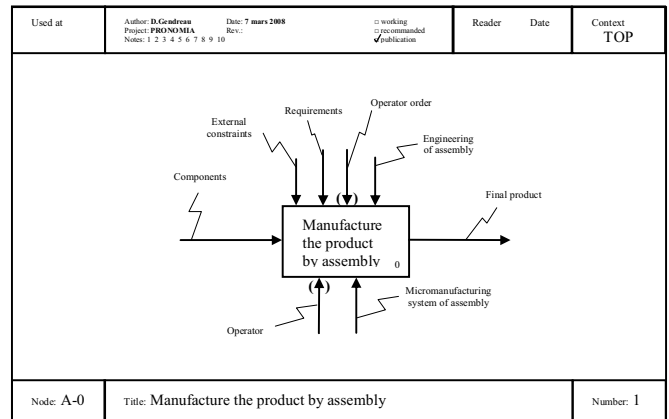 Used at
Author: D.Gendreau Date: 7 mars 2008
Project: PRONOMIA Rev.:
Notes: 1 2 3 4 5 6 7 8 9 10
□ working
□ recommanded
✓publication
Reader Date
Context
TOP
External
constraints
Requirements
Operator order
Engineering
of assembly
Components
Final product
( )
Manufacture
the product
by assembly 0
( )
Micromanufacturing
system of assembly
Operator
Node: A-0
Title: Manufacture the product by assembly
Number: 1